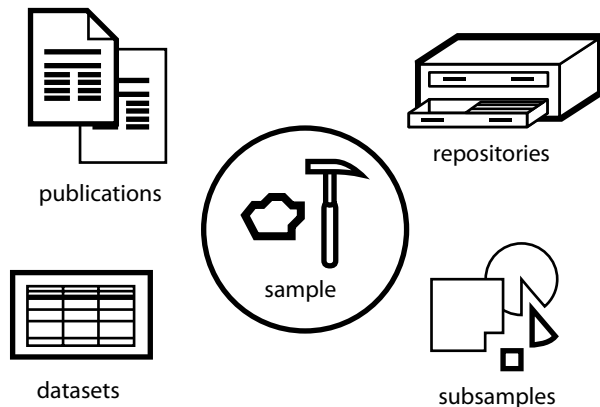 publications
repositories
sample
datasets
subsamples